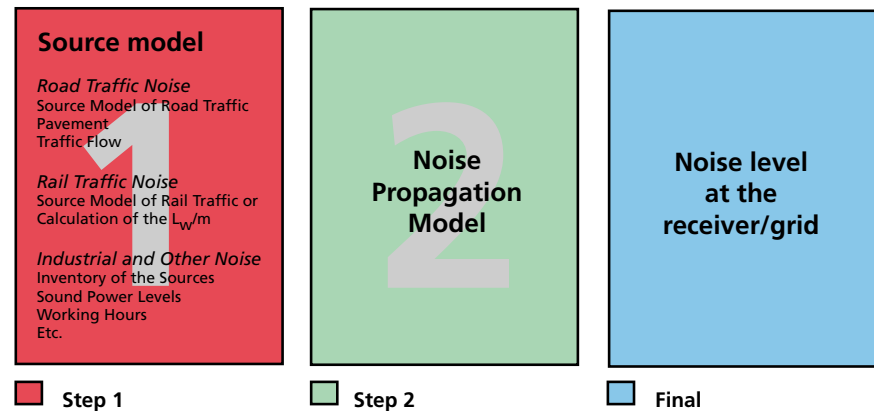 1
Source model
Road Traffic Noise
Source Model of Road Traffic
Pavement
Traffic Flow
Rail Traffic Noise
Source Model of Rail Traffic or
Calculation of the LW/m
Industrial and Other Noise
Inventory of the Sources
Sound Power Levels
Working Hours
Etc.
2
Noise
Propagation
Model
Noise level
at the
receiver/grid
Step 1
Step 2
Final